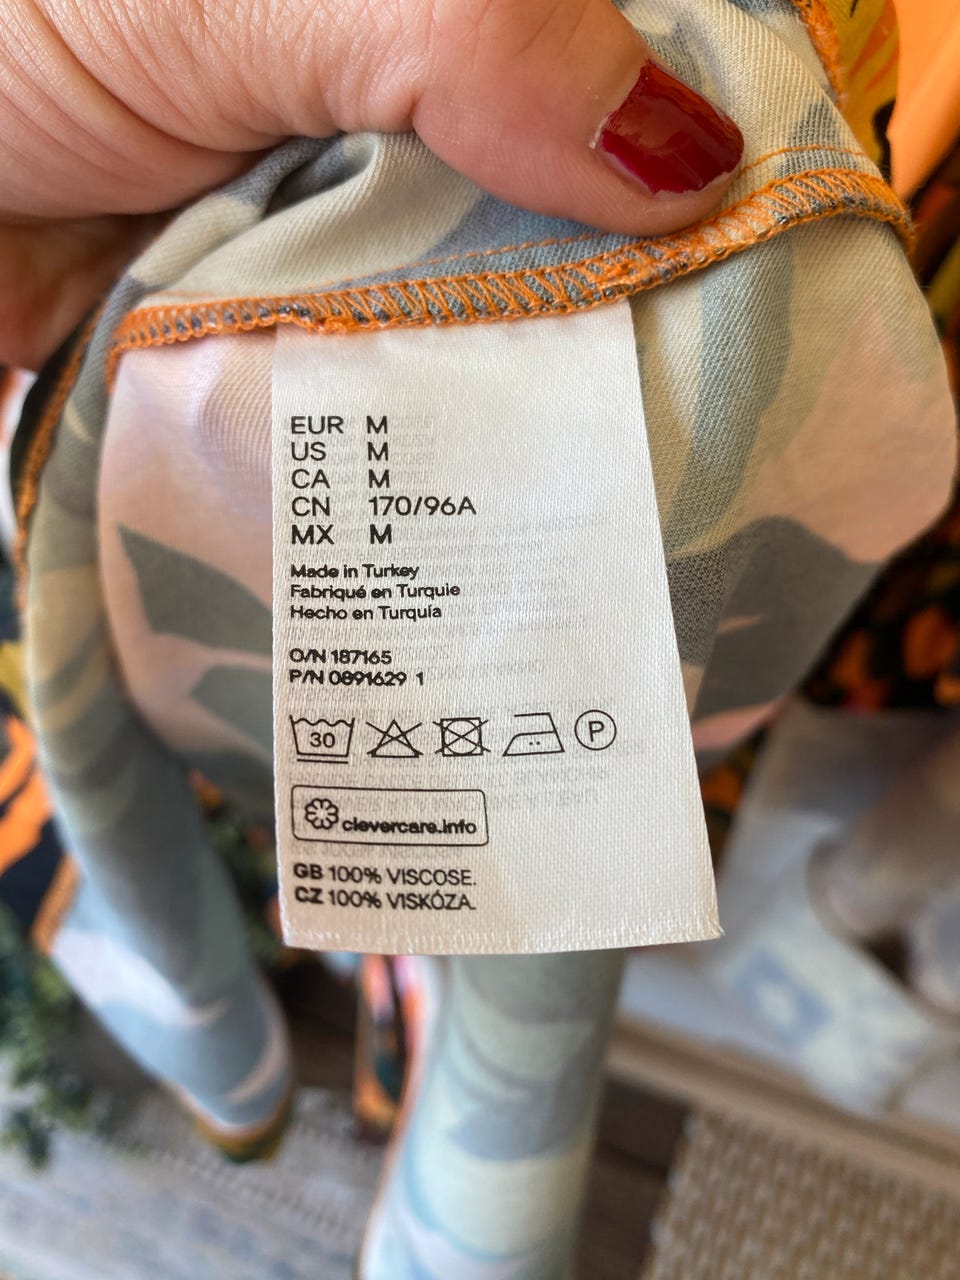 EUR M
US M
CA M
CN 170/96A
MX M
Made in Turkey
Fabriqué en Turquie
Hecho en Turquía
O/N 187165
P/N 0891629 1
30 P
clevercare.info
GB 100% VISCOSE.
CZ 100% VISKÓZA.